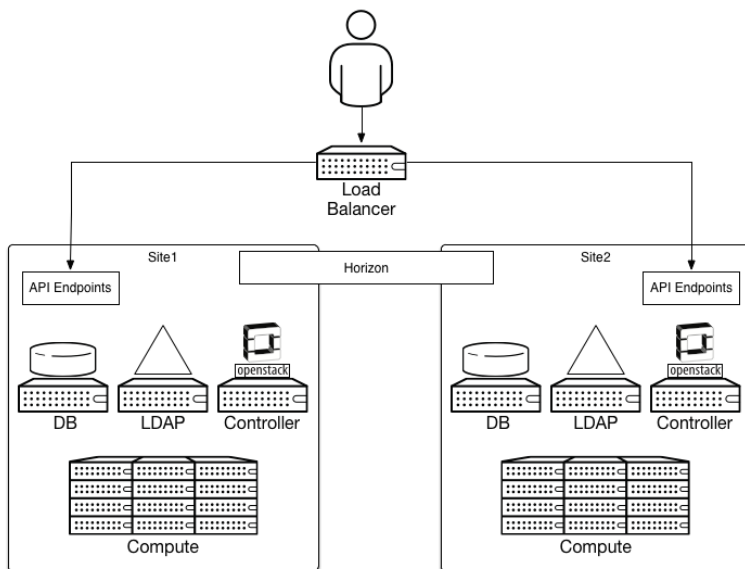 Load
Balancer
Site1
Horizon
Site2
API Endpoints
API Endpoints
openstack
openstack
DB
LDAP
Controller
DB
LDAP
Controller
Compute
Compute